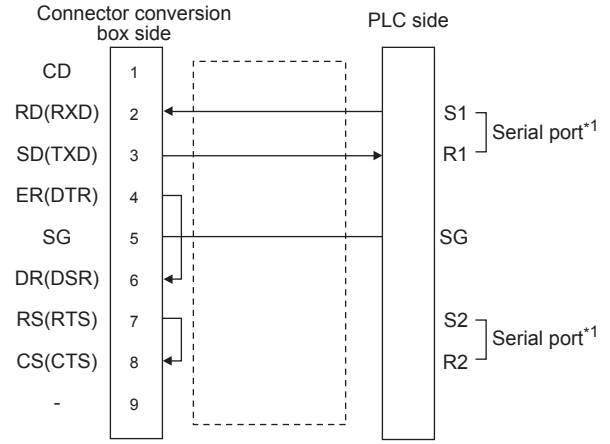 Connector conversion
box side
PLC side
CD 1
RD(RXD) 2 S1
Serial port*1
SD(TXD) 3 R1
ER(DTR) 4
SG 5 SG
DR(DSR) 6
RS(RTS) 7 S2
Serial port*1
CS(CTS) 8 R2
- 9